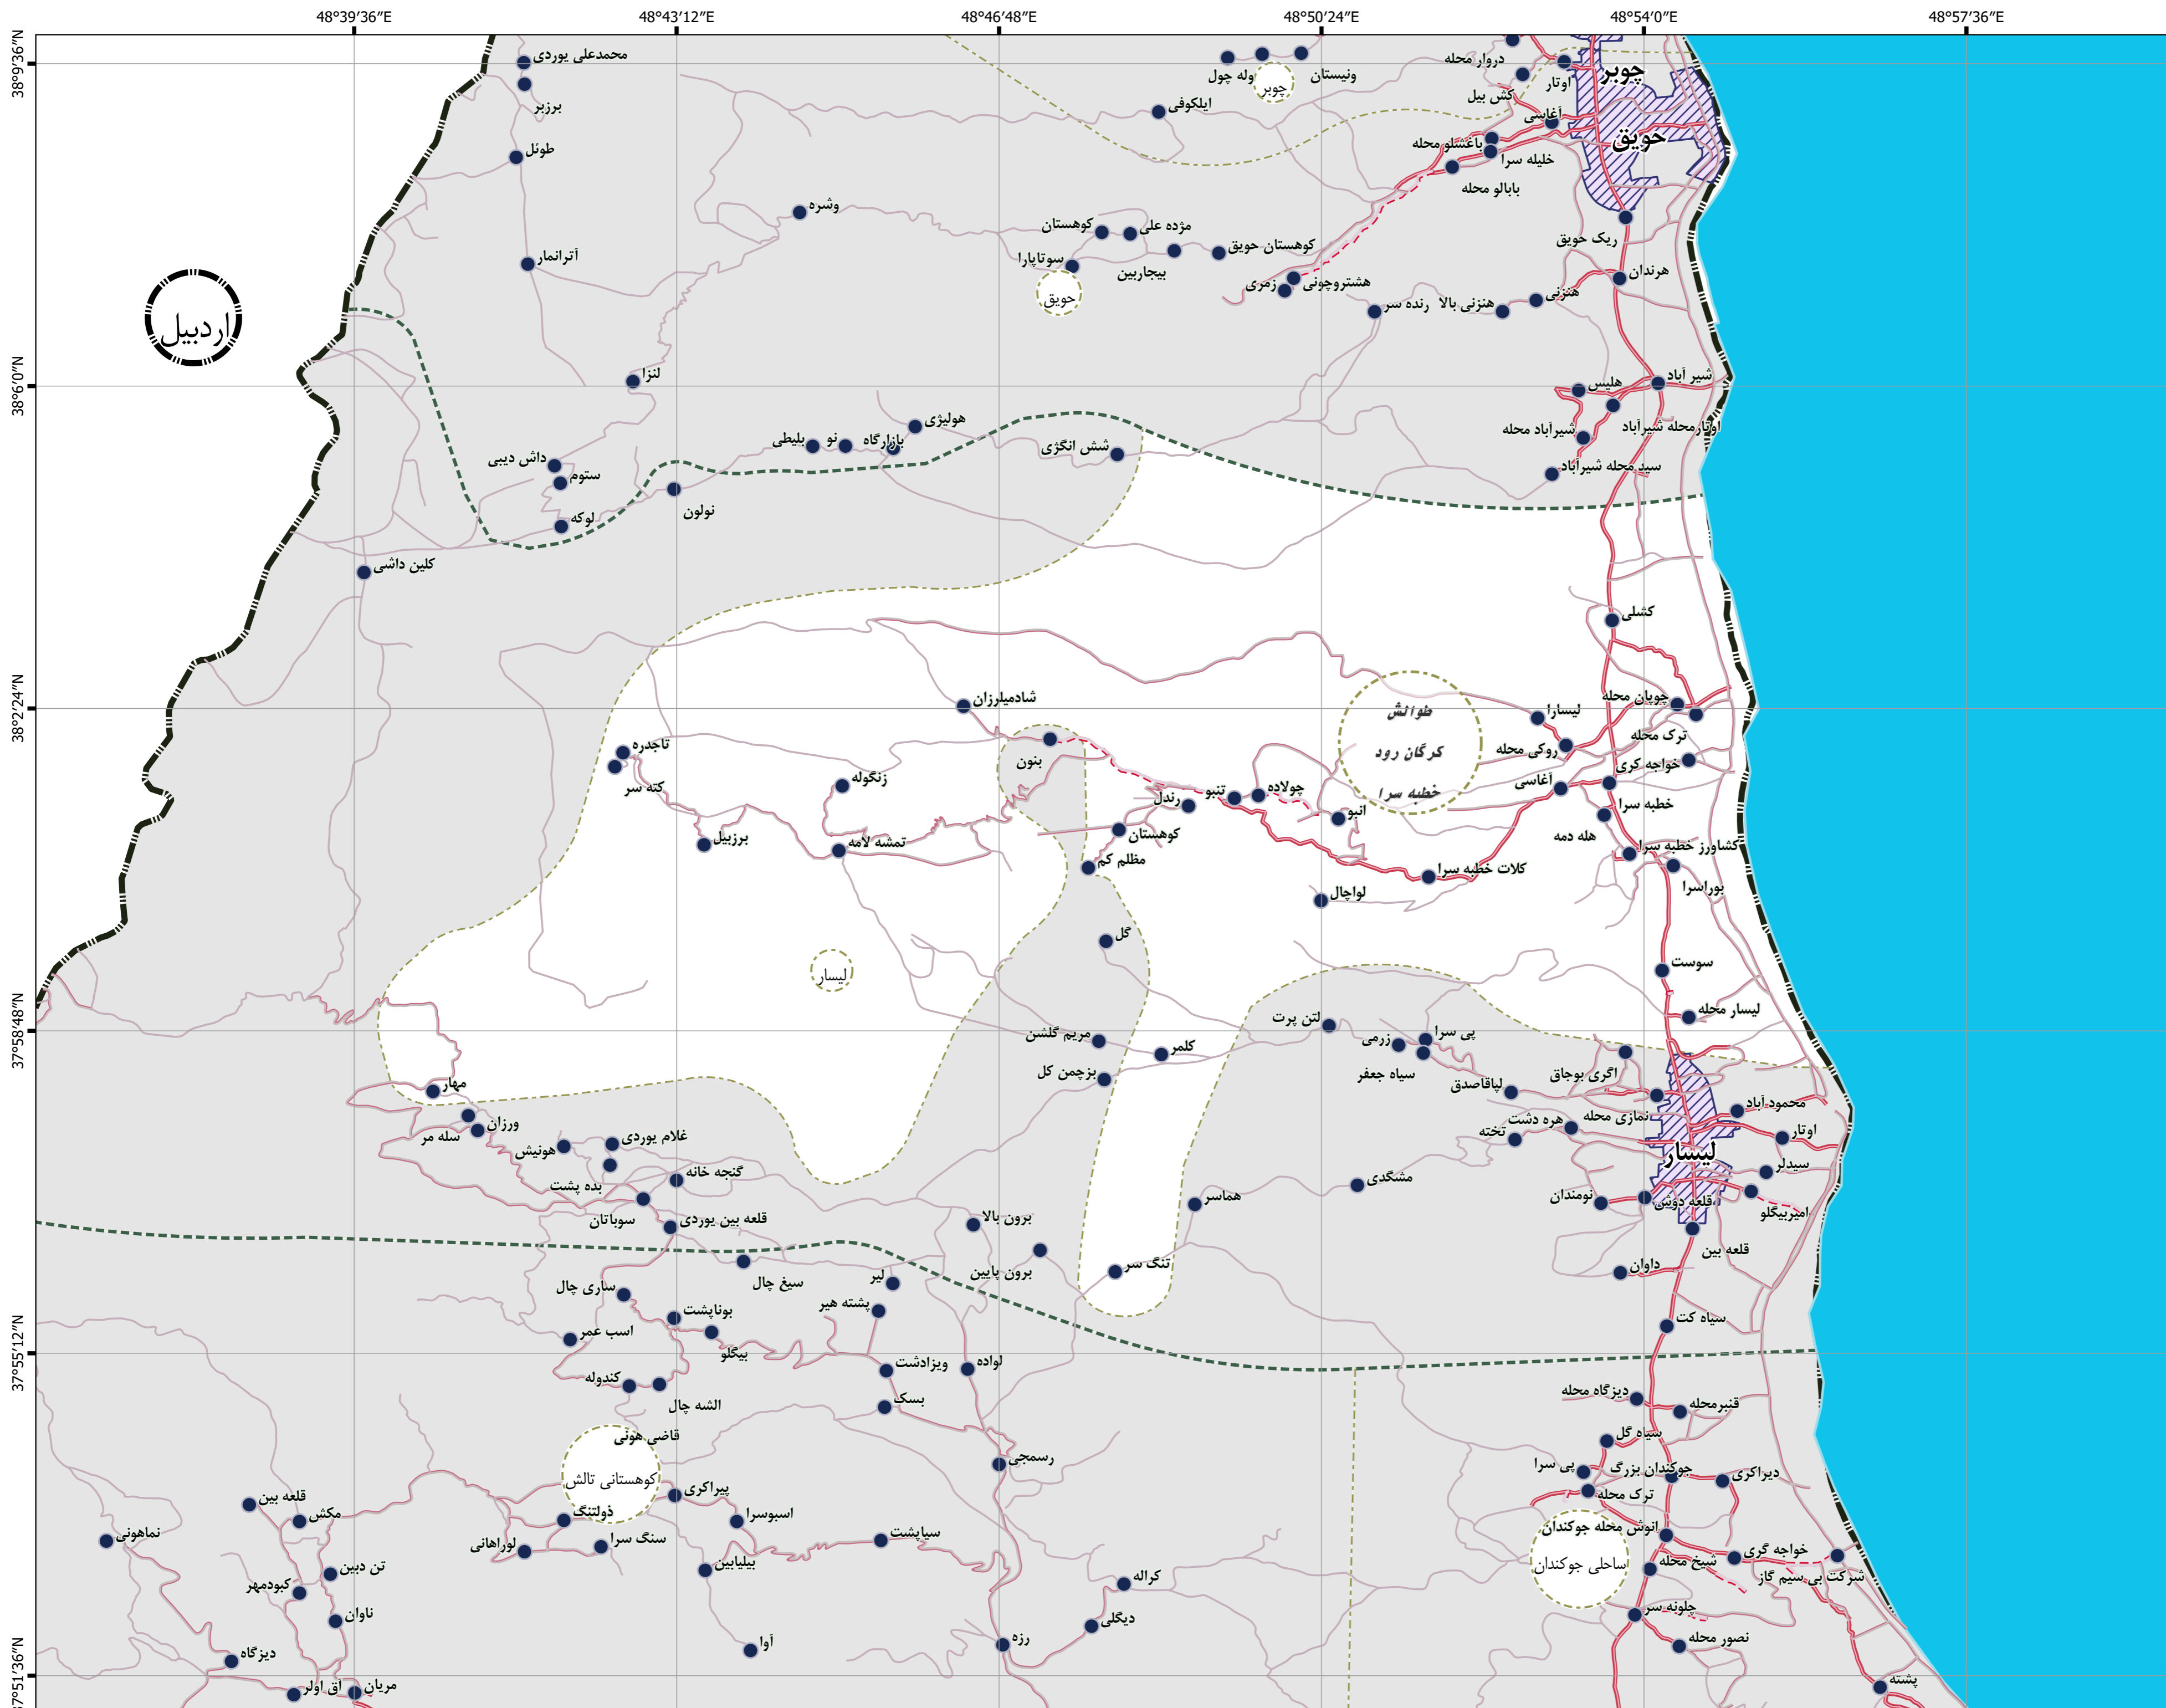 48°39′36″E
48°43′12″E
48°46′48″E
48°50′24″E
48°54′0″E
48°57′36″E
38°9′36″N
38°6′0″N
38°2′24″N
37°58′48″N
37°55′12″N
37°51′36″N
محمدعلی یوردی
برزبر
طوئل
آترانمار
اردبیل
لنزا
وشره
ایلکوفی
وله چول
ونیستان
چوبر
دروار محله
اوتار
کش بیل
آغاسی
چوبر
حویق
باغشلو محله
خلیله سرا
بابالو محله
ریک حویق
کوهستان
مژده علی
سوتاپارا
بیجاربین
کوهستان حویق
حویق
زمری
هشتروچونی
رنده سر
هنزنی بالا
هنزنی
هرندان
شیر آباد
هلیس
اوتارمحله شیرآباد
شیرآباد محله
سید محله شیرآباد
هولیژی
بازارگاه
نو
بلیطی
شش انگژی
داش دیبی
ستوم
لوکه
نولون
کلین داشی
کشلی
شادمیلرزان
طوالش
کرگان رود
خطبه سرا
چوپان محله
لیسارا
روکی محله
ترک محله
خواجه کری
آغاسی
خطبه سرا
هله دمه
کشاورز خطبه سرا
بوراسرا
تاجدره
کته سر
زنگوله
بنون
رندل
تنبو
چولاده
انبو
برزبیل
تمشه لامه
کوهستان
مظلم کم
کلات خطبه سرا
لواچال
گل
سوست
لیسار
لیسار محله
لتن پرت
پی سرا
زرمی
سیاه جعفر
لپاقاصدق
اگری بوجاق
مریم گلشن
کلمر
بزچمن کل
مهار
ورزان
سله مر
هونیش
غلام یوردی
گنجه خانه
بده پشت
سوباتان
قلعه بین یوردی
نمازی محله
محمود آباد
هره دشت
تخته
اوتار
لیسار
سیدلر
مشگدی
هماسر
نومندان
قلعه دوش
امیربیگلو
قلعه بین
داوان
برون بالا
برون پایین
تنگ سر
سیغ چال
لیر
ساری چال
پشته هیر
بوناپشت
اسب عمر
بیگلو
ویزادشت
لواده
سیاه کت
کندوله
الشه چال
بسک
دیزگاه محله
قنبرمحله
قاضی هونی
کوهستانی تالش
رسمجی
سیاه گل
پی سرا
جوکندان بزرگ
دیراکری
ترک محله
قلعه بین
مکش
پیراکری
ذولتنگ
اسبوسرا
نماهونی
لوراهانی
سنگ سرا
سیاپشت
انوش محله جوکندان
ساحلی جوکندان
شیخ محله
خواجه گری
شرکت بی سیم گاز
تن دبین
کبودمهر
بیلیابین
کراله
ناوان
دیگلی
چلونه سر
آوا
رزه
نصور محله
دیزگاه
اق اولر
مریان
پشته